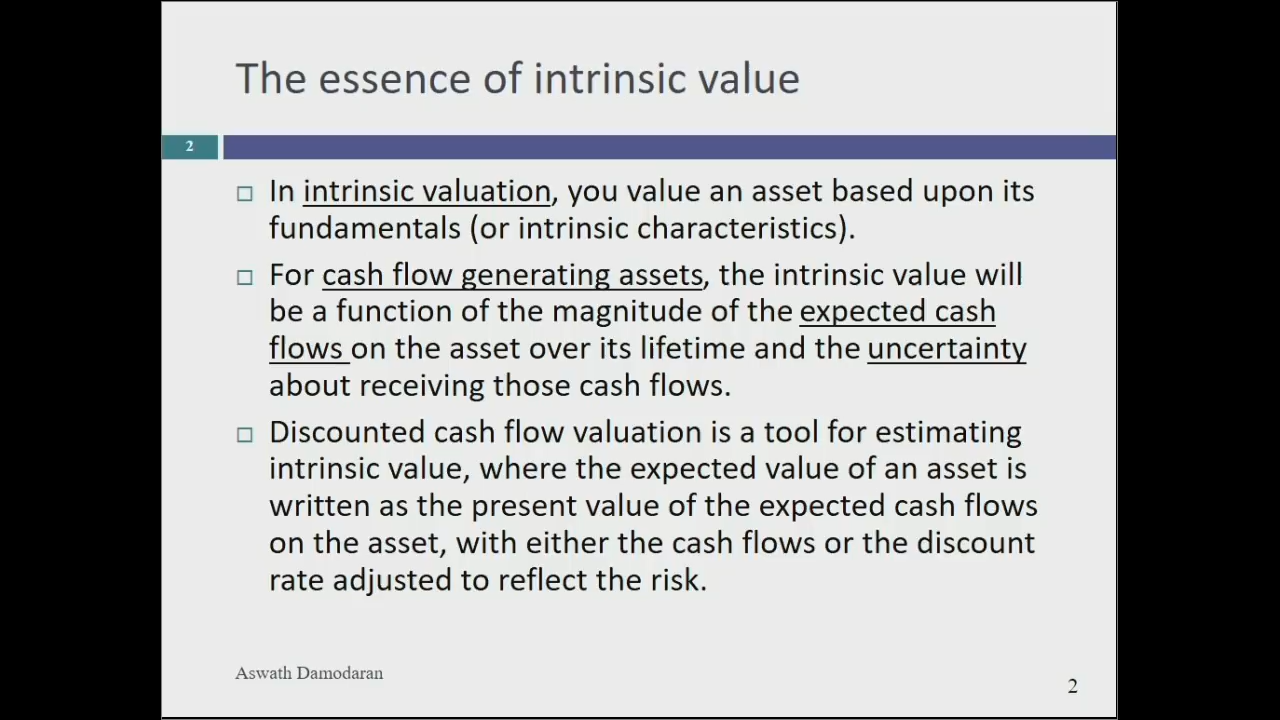 The essence of intrinsic value
2
In intrinsic valuation, you value an asset based upon its
fundamentals (or intrinsic characteristics).
For cash flow generating assets, the intrinsic value will
be a function of the magnitude of the expected cash
flows on the asset over its lifetime and the uncertainty
about receiving those cash flows.
Discounted cash flow valuation is a tool for estimating
intrinsic value, where the expected value of an asset is
written as the present value of the expected cash flows
on the asset, with either the cash flows or the discount
rate adjusted to reflect the risk.
Aswath Damodaran
2